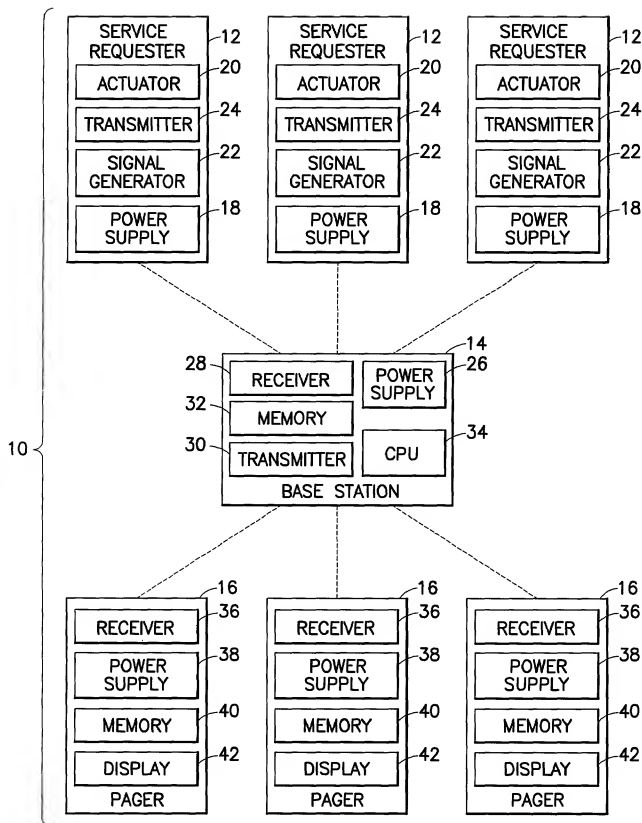 SERVICE REQUESTER 12
ACTUATOR 20
TRANSMITTER 24
SIGNAL GENERATOR 22
POWER SUPPLY 18
SERVICE REQUESTER 12
ACTUATOR 20
TRANSMITTER 24
SIGNAL GENERATOR 22
POWER SUPPLY 18
SERVICE REQUESTER 12
ACTUATOR 20
TRANSMITTER 24
SIGNAL GENERATOR 22
POWER SUPPLY 18
10
14
28 RECEIVER
POWER SUPPLY 26
32 MEMORY
30 TRANSMITTER
CPU 34
BASE STATION
16
RECEIVER 36
POWER SUPPLY 38
MEMORY 40
DISPLAY 42
PAGER
16
RECEIVER 36
POWER SUPPLY 38
MEMORY 40
DISPLAY 42
PAGER
16
RECEIVER 36
POWER SUPPLY 38
MEMORY 40
DISPLAY 42
PAGER